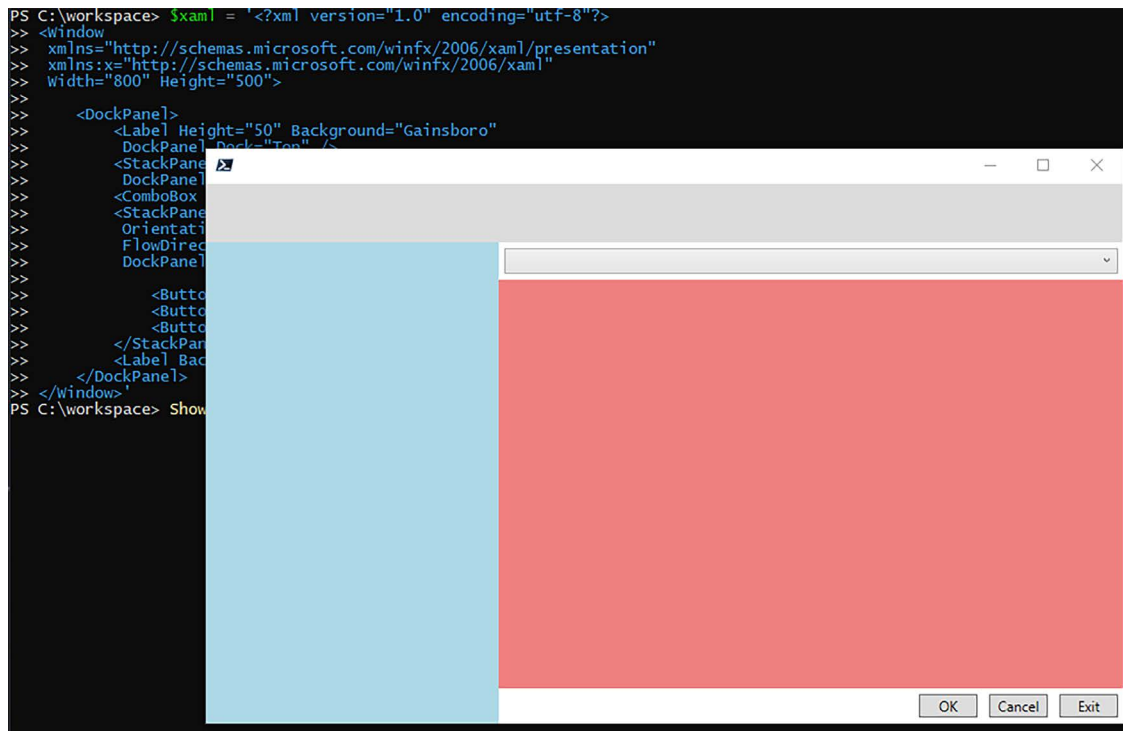 PS C:\workspace> $xaml = '<?xml version="1.0" encoding="utf-8"?>
>> <Window
>>  xmlns="http://schemas.microsoft.com/winfx/2006/xaml/presentation"
>>  xmlns:x="http://schemas.microsoft.com/winfx/2006/xaml"
>>  Width="800" Height="500">
>>
>>     <DockPanel>
>>         <Label Height="50" Background="Gainsboro"
>>          DockPanel.Dock="Top" />
>>         <StackPane
>>          DockPanel
>>         <ComboBox
>>         <StackPane
>>          Orientati
>>          FlowDirec
>>          DockPanel
>>
>>             <Butto
>>             <Butto
>>             <Butto
>>         </StackPan
>>         <Label Bac
>>     </DockPanel>
>> </Window>'
PS C:\workspace> Show
OK Cancel Exit